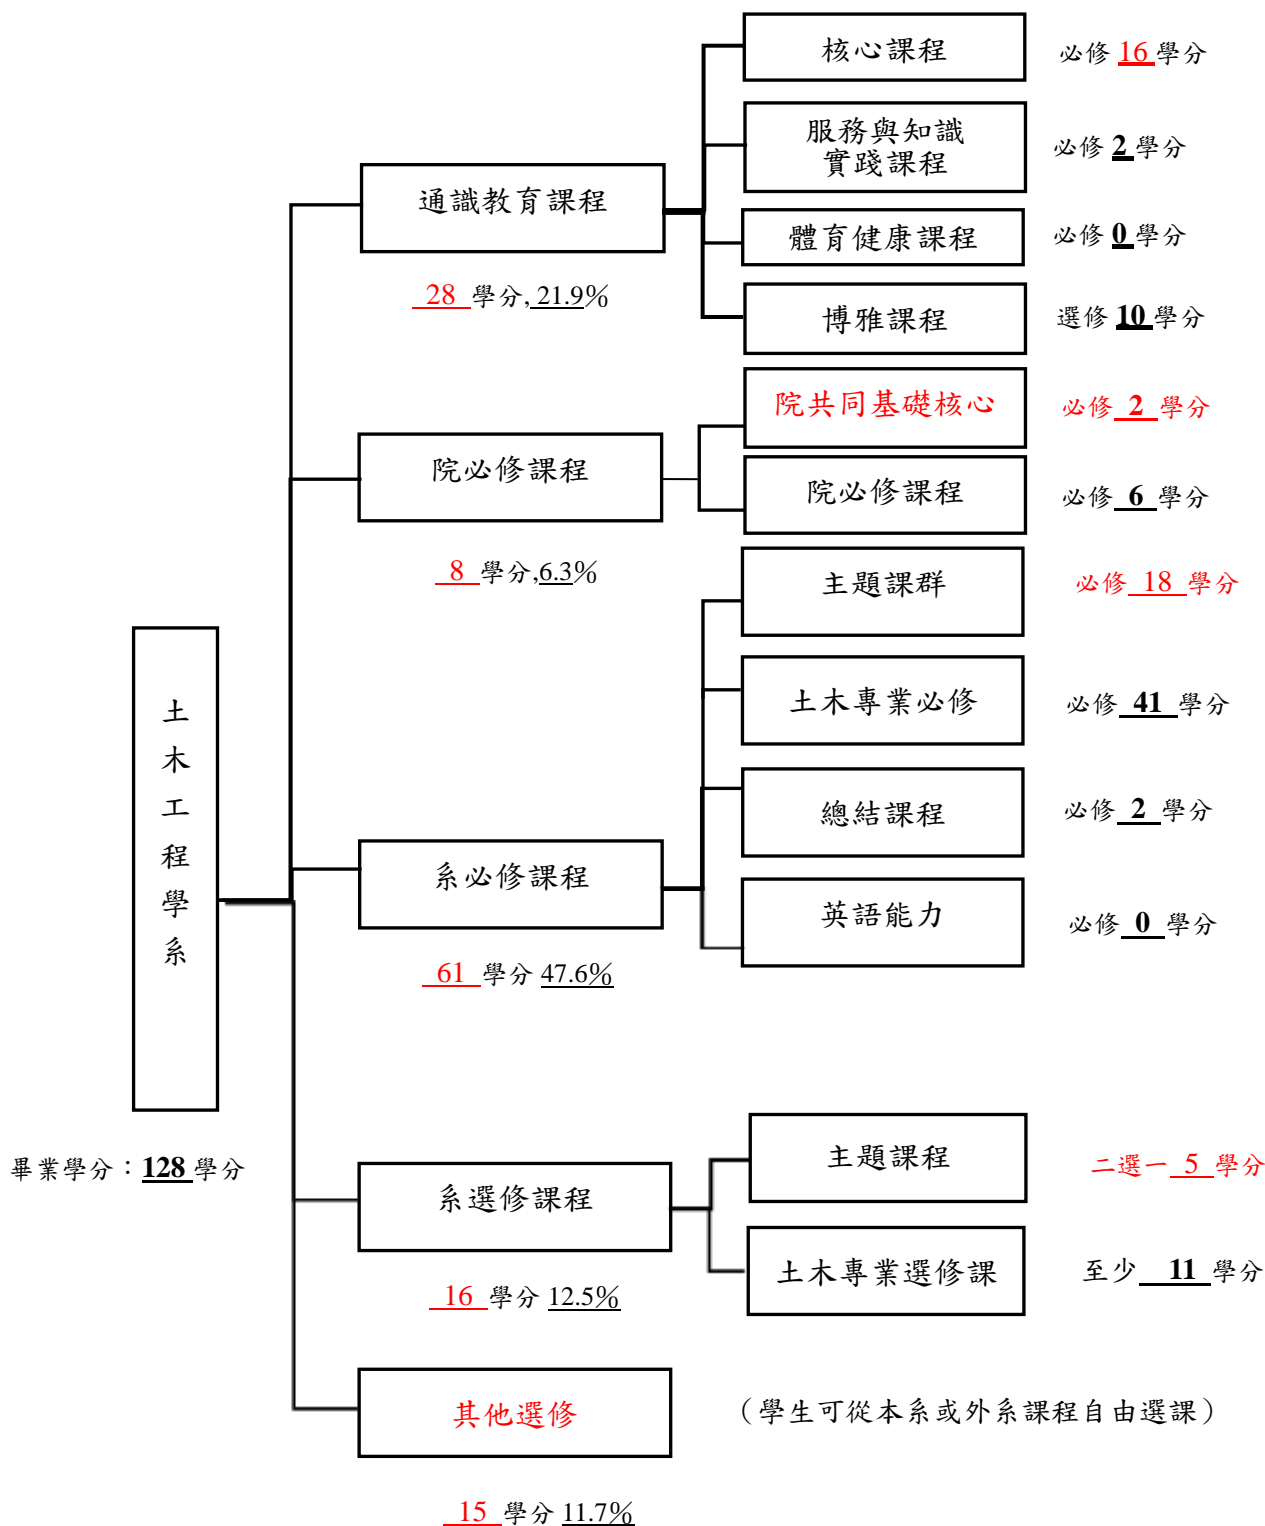 核心課程
必修 16 學分
服務與知識
實踐課程
必修 2 學分
通識教育課程
28 學分, 21.9%
體育健康課程
必修 0 學分
博雅課程
選修 10 學分
院共同基礎核心
必修 2 學分
院必修課程
8 學分,6.3%
院必修課程
必修 6 學分
主題課群
必修 18 學分
土木專業必修
必修 41 學分
土木工程學系
畢業學分：128 學分
系必修課程
61 學分 47.6%
總結課程
必修 2 學分
英語能力
必修 0 學分
主題課程
二選一 5 學分
系選修課程
16 學分 12.5%
土木專業選修課
至少 11 學分
其他選修
（學生可從本系或外系課程自由選課）
15 學分 11.7%